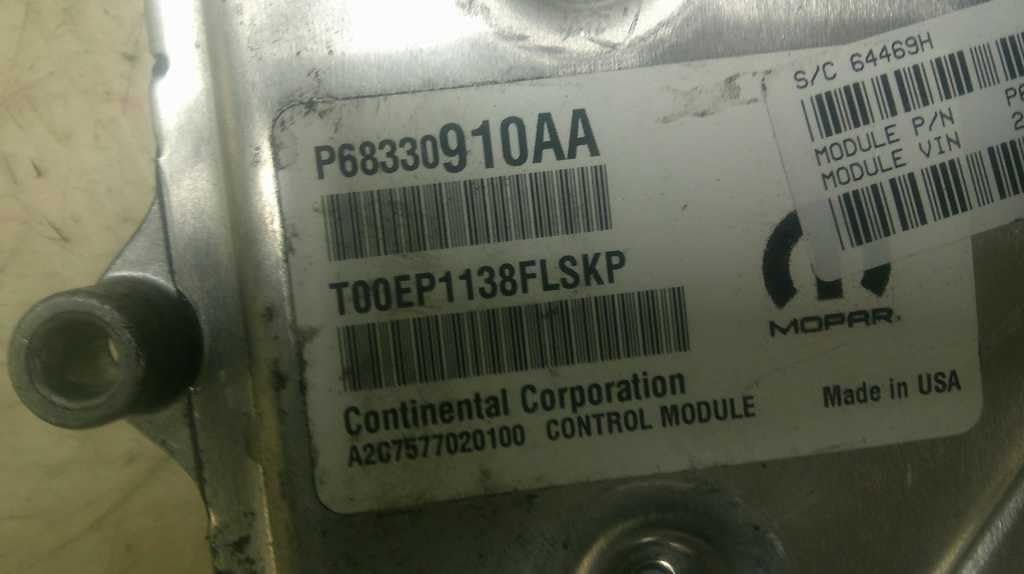 P68330910AA
T00EP1138FLSKP
Continental Corporation
A2C7577020100 CONTROL MODULE
MOPAR.
Made in USA
S/C 64469H
MODULE P/N
MODULE VIN